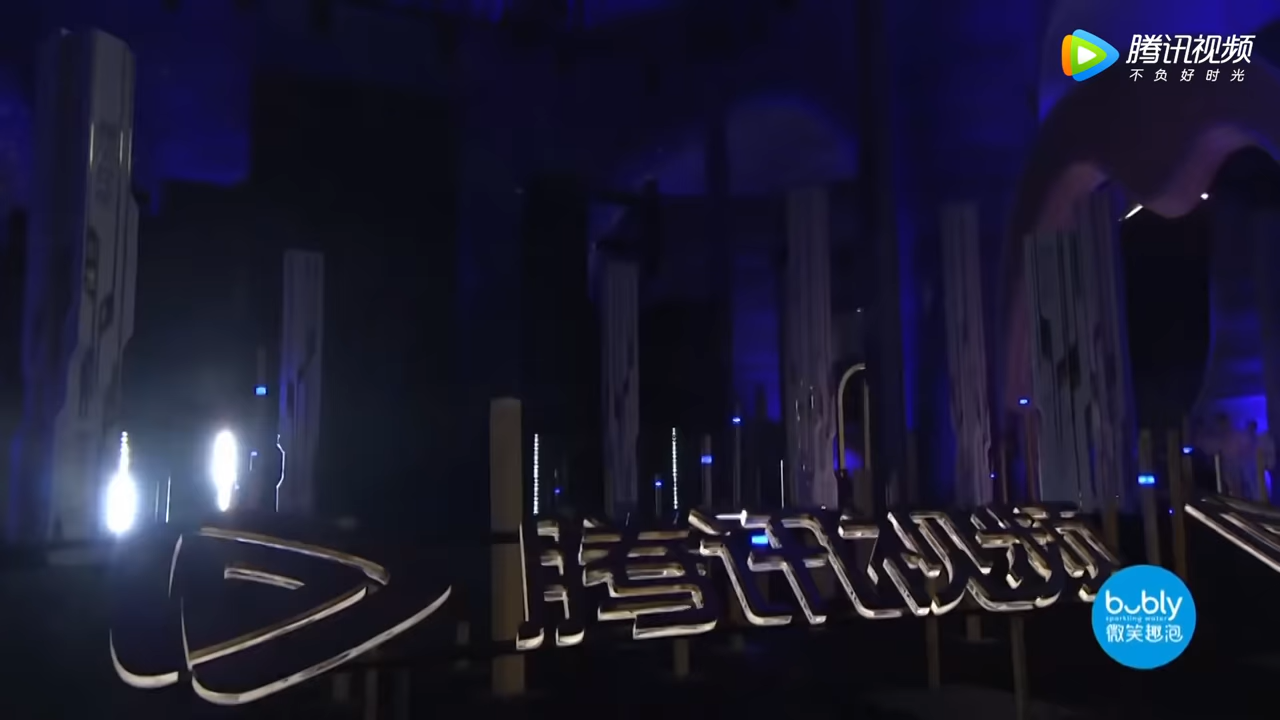 腾讯视频
不负好时光
腾讯视频
bubly
sparkling water
微笑趣泡